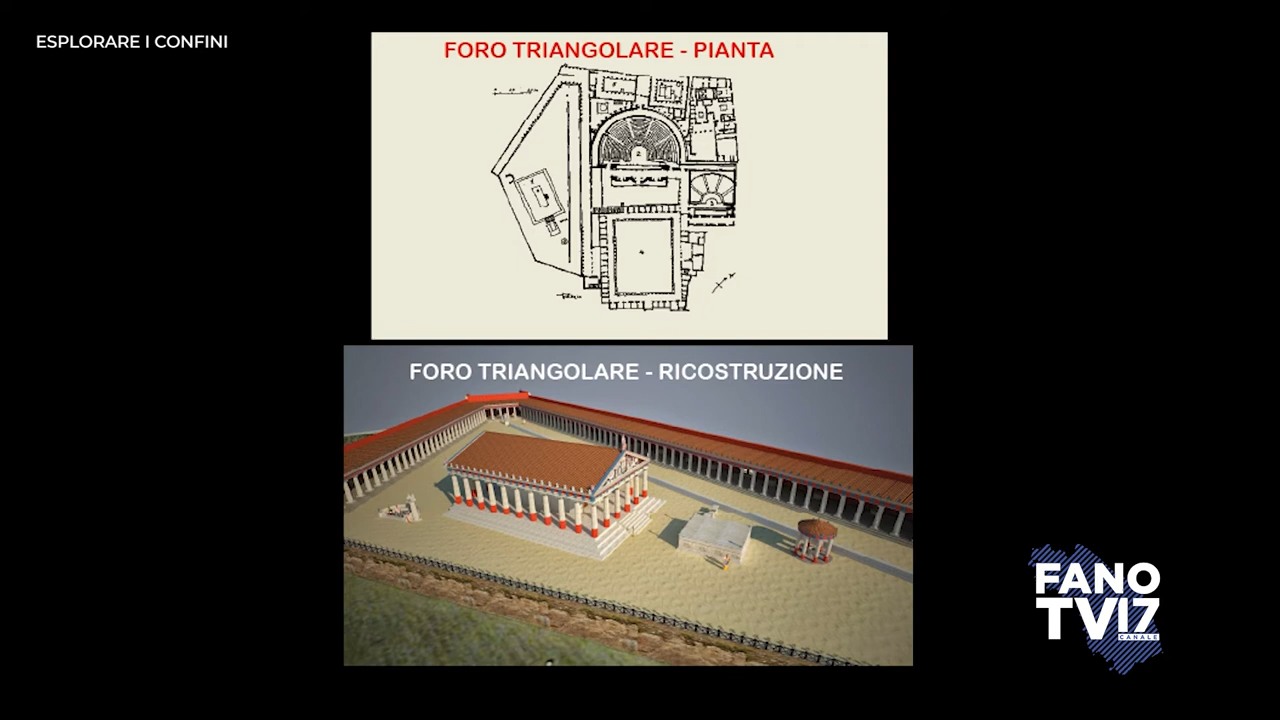 ESPLORARE I CONFINI
FORO TRIANGOLARE - PIANTA
FORO TRIANGOLARE - RICOSTRUZIONE
FANO
TV17
CANALE